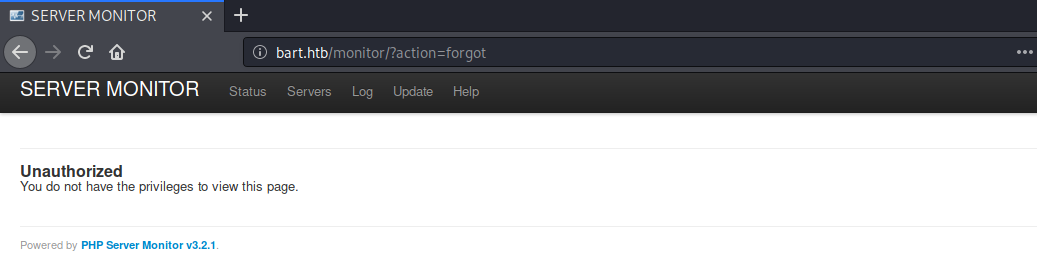 SERVER MONITOR
bart.htb/monitor/?action=forgot
SERVER MONITOR Status Servers Log Update Help
Unauthorized
You do not have the privileges to view this page.
Powered by PHP Server Monitor v3.2.1.